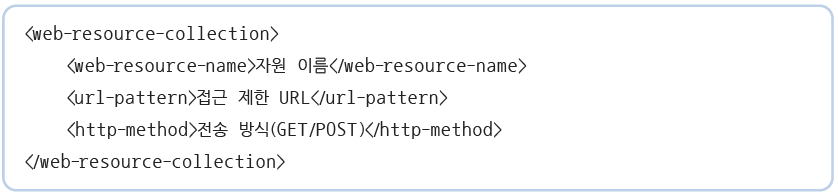 <web-resource-collection>
<web-resource-name>자원 이름</web-resource-name>
<url-pattern>접근 제한 URL</url-pattern>
<http-method>전송 방식(GET/POST)</http-method>
</web-resource-collection>